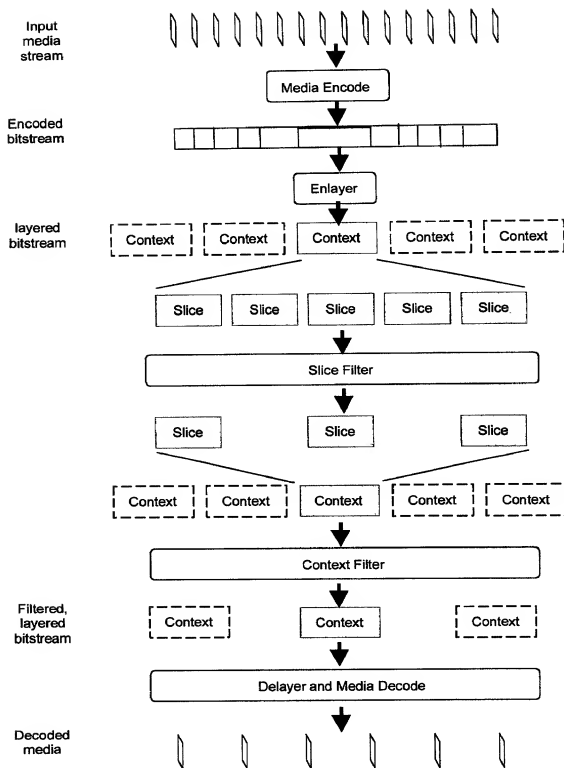 Input
media
stream
Media Encode
Encoded
bitstream
Enlayer
layered
bitstream
Context Context Context Context Context
Slice Slice Slice Slice Slice
Slice Filter
Slice Slice Slice
Context Context Context Context Context
Context Filter
Filtered,
layered
bitstream
Context Context Context
Delayer and Media Decode
Decoded
media